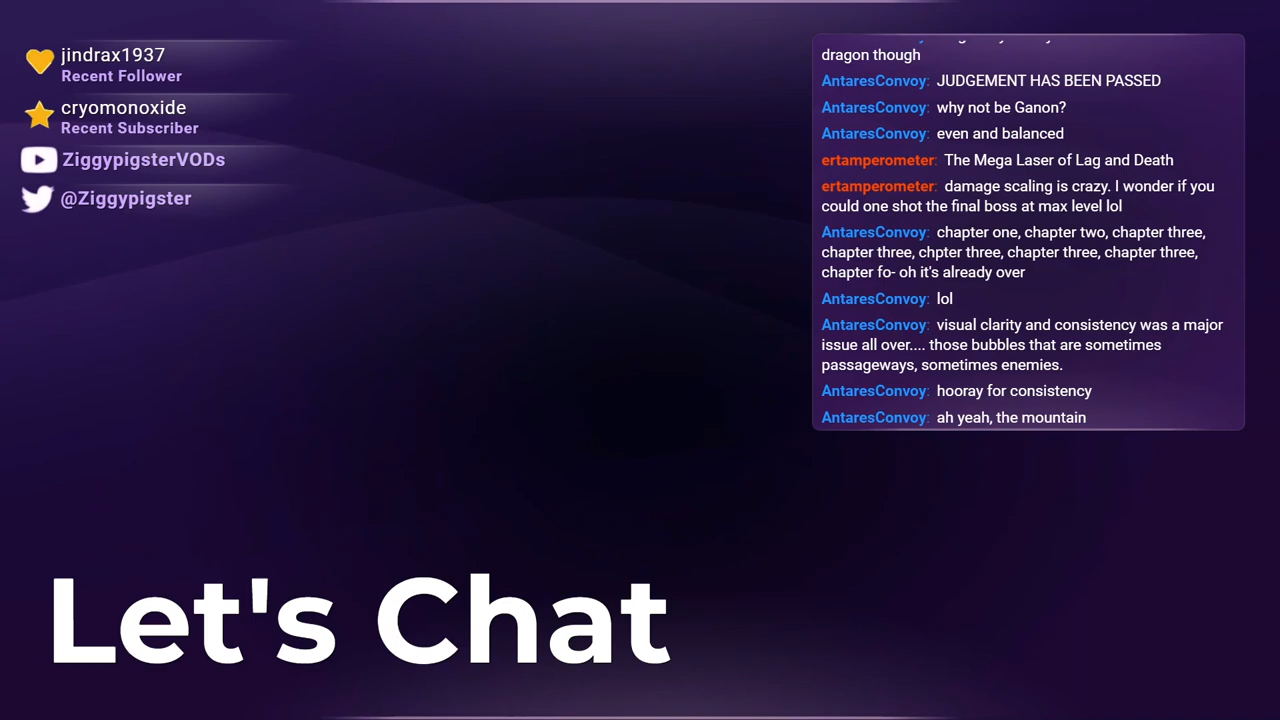 jindrax1937
Recent Follower
cryomonoxide
Recent Subscriber
ZiggypigsterVODs
@Ziggypigster
dragon though
AntaresConvoy: JUDGEMENT HAS BEEN PASSED
AntaresConvoy: why not be Ganon?
AntaresConvoy: even and balanced
ertamperometer: The Mega Laser of Lag and Death
ertamperometer: damage scaling is crazy. I wonder if you
could one shot the final boss at max level lol
AntaresConvoy: chapter one, chapter two, chapter three,
chapter three, chpter three, chapter three, chapter three,
chapter fo- oh it's already over
AntaresConvoy: lol
AntaresConvoy: visual clarity and consistency was a major
issue all over.... those bubbles that are sometimes
passageways, sometimes enemies.
AntaresConvoy: hooray for consistency
AntaresConvoy: ah yeah, the mountain
Let's Chat